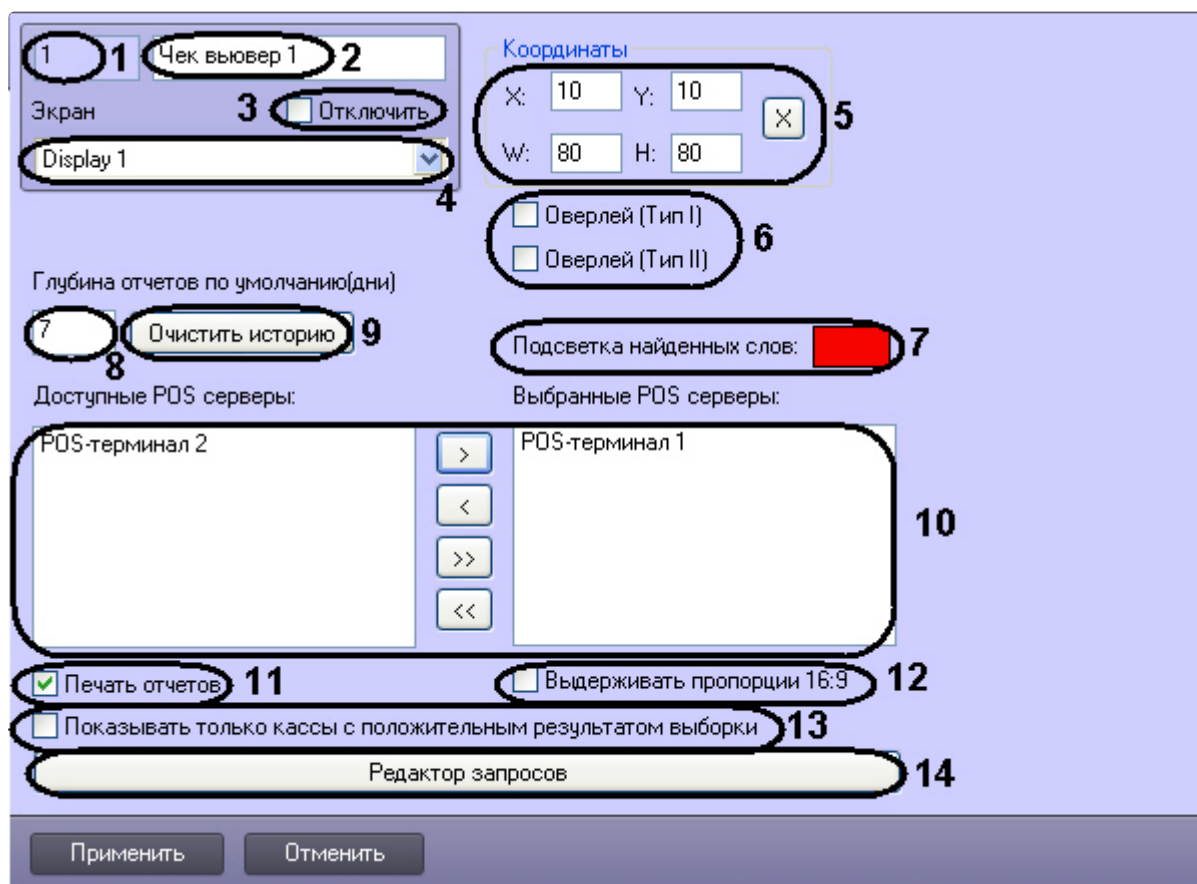 1 1 Чек вьювер 1 2
Экран 3 Отключить
Display 1
4
Координаты
X: 10 Y: 10 X 5
W: 80 H: 80
Оверлей (Тип I)
6
Оверлей (Тип II)
Глубина отчетов по умолчанию(дни)
7 Очистить историю 9
8
Подсветка найденных слов: 7
Доступные POS серверы: Выбранные POS серверы:
POS-терминал 2 > POS-терминал 1
<
10
>>
<<
Печать отчетов 11 Выдерживать пропорции 16:9 12
Показывать только кассы с положительным результатом выборки 13
Редактор запросов 14
Применить Отменить